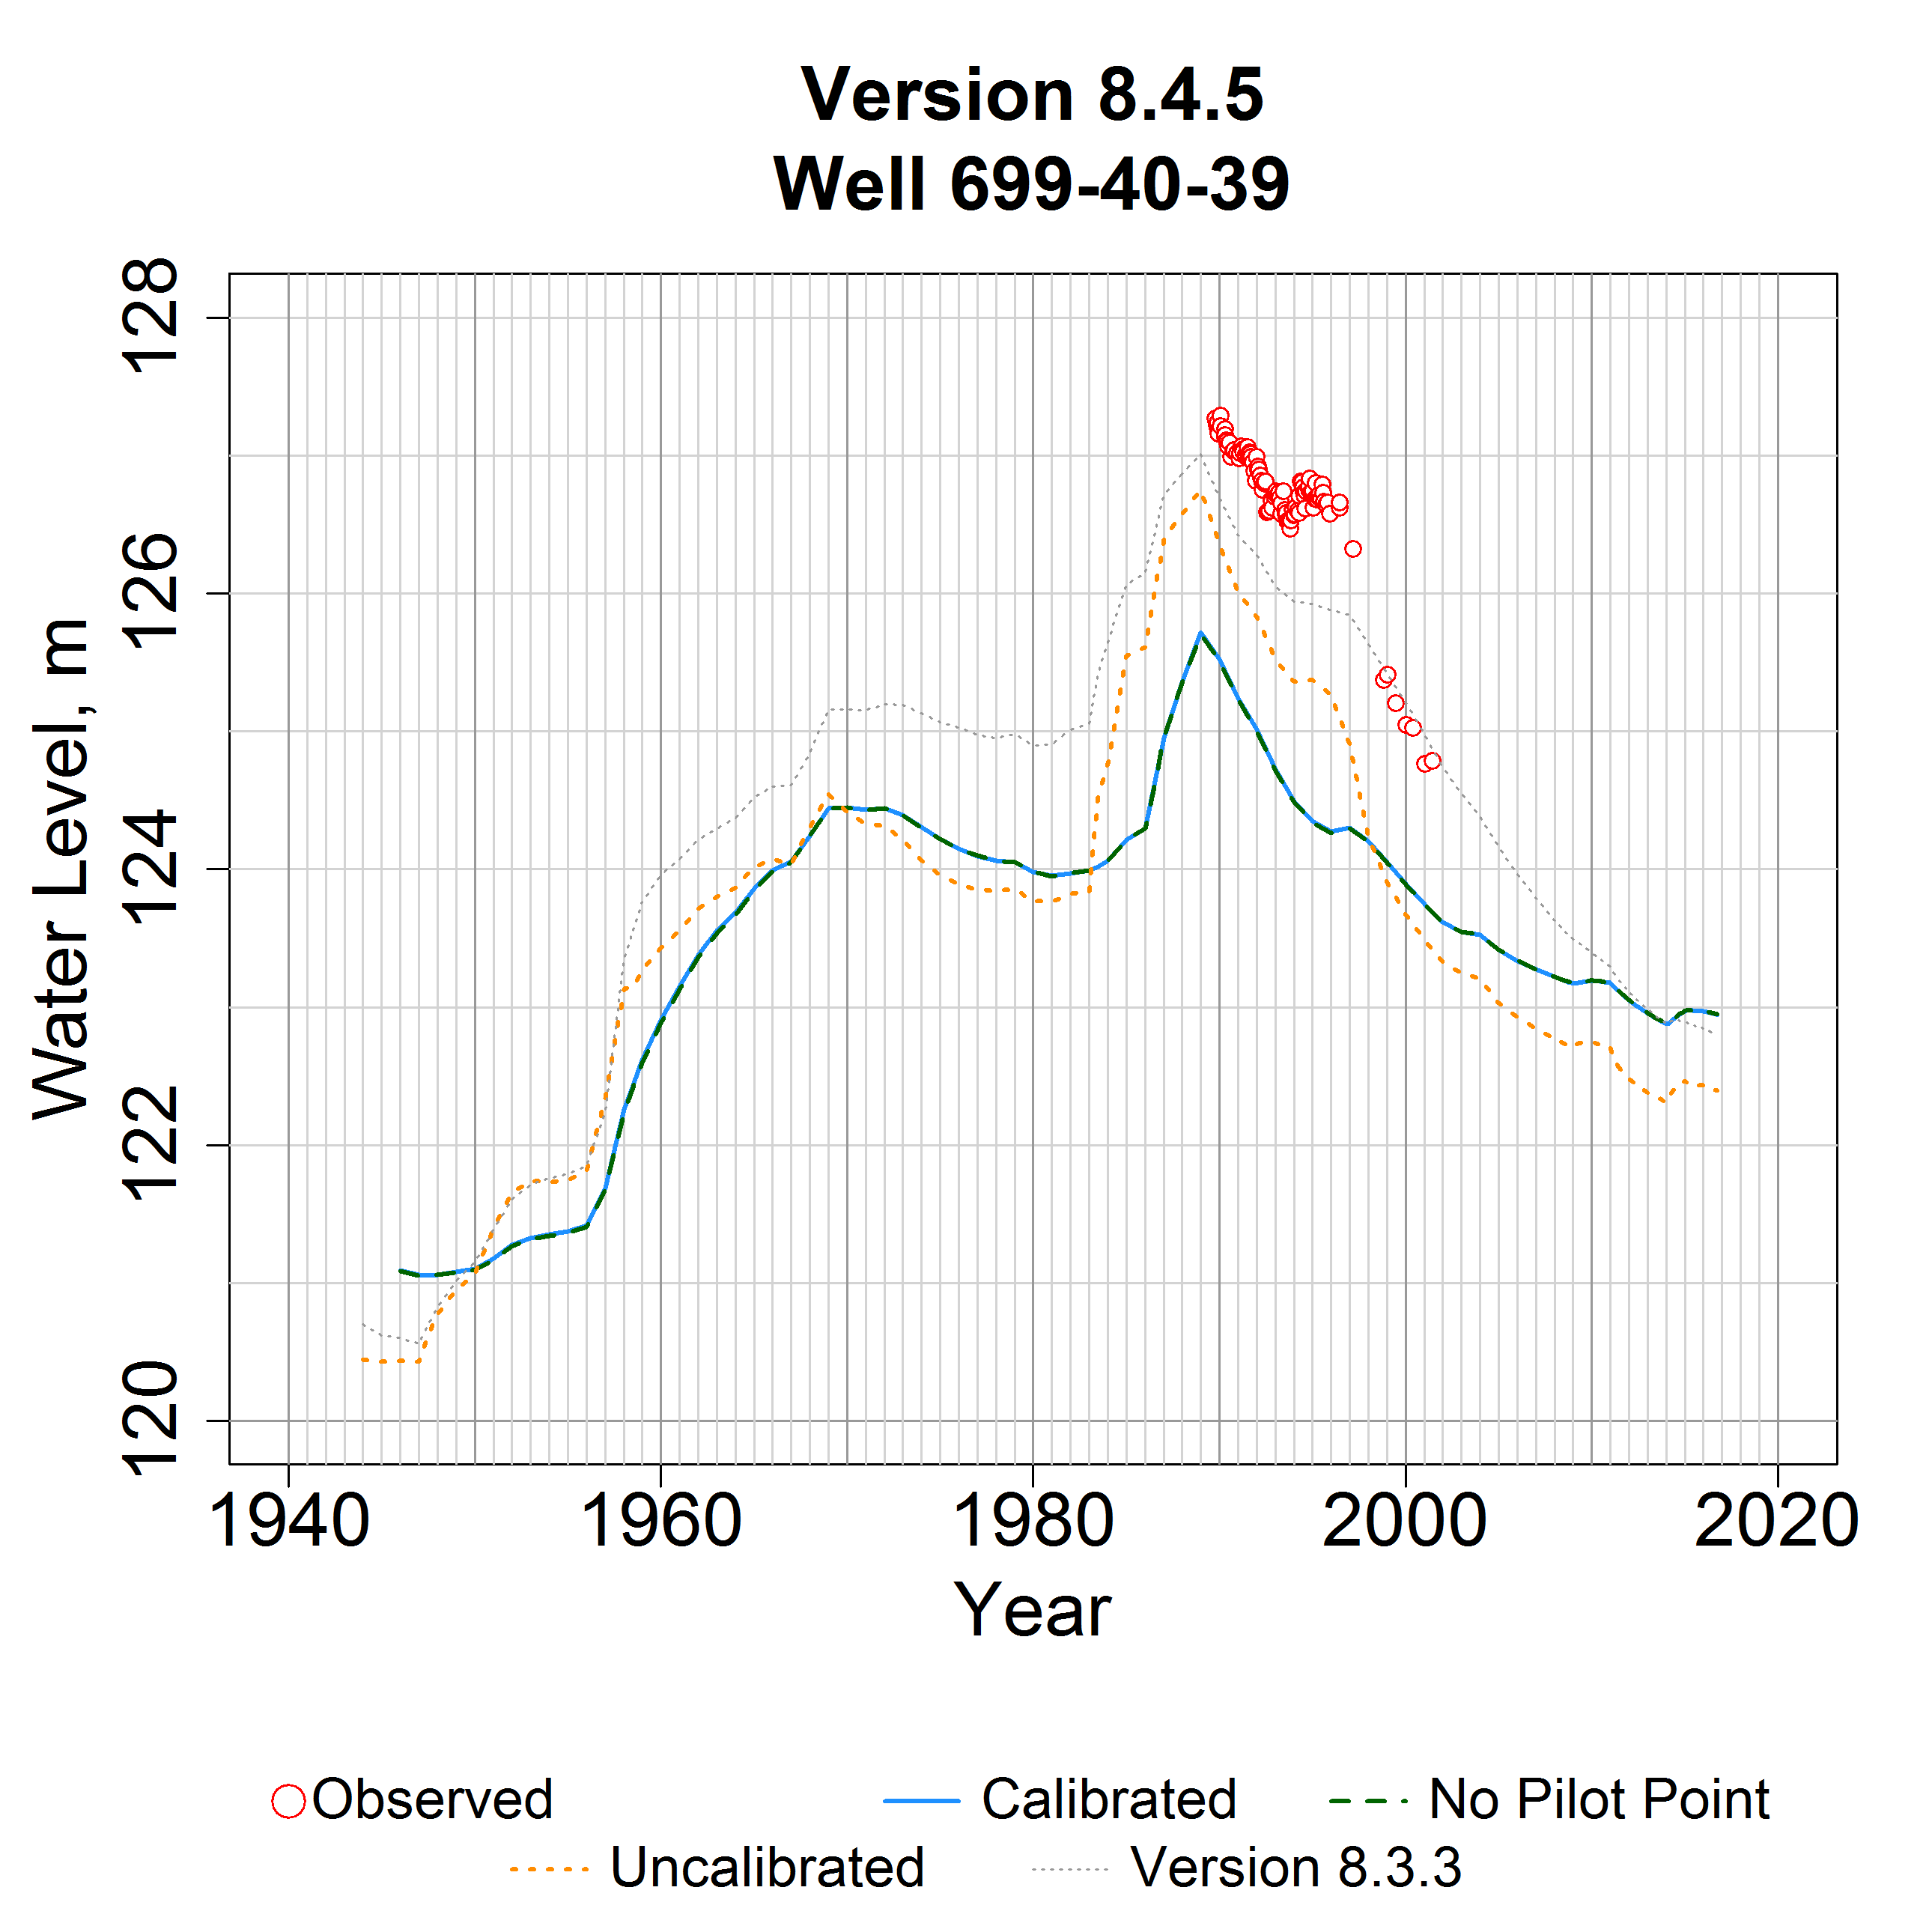 Version 8.4.5
Well 699-40-39
128
126
124
122
120
Water Level, m
1940 1960 1980 2000 2020
Year
Observed Calibrated No Pilot Point
Uncalibrated Version 8.3.3